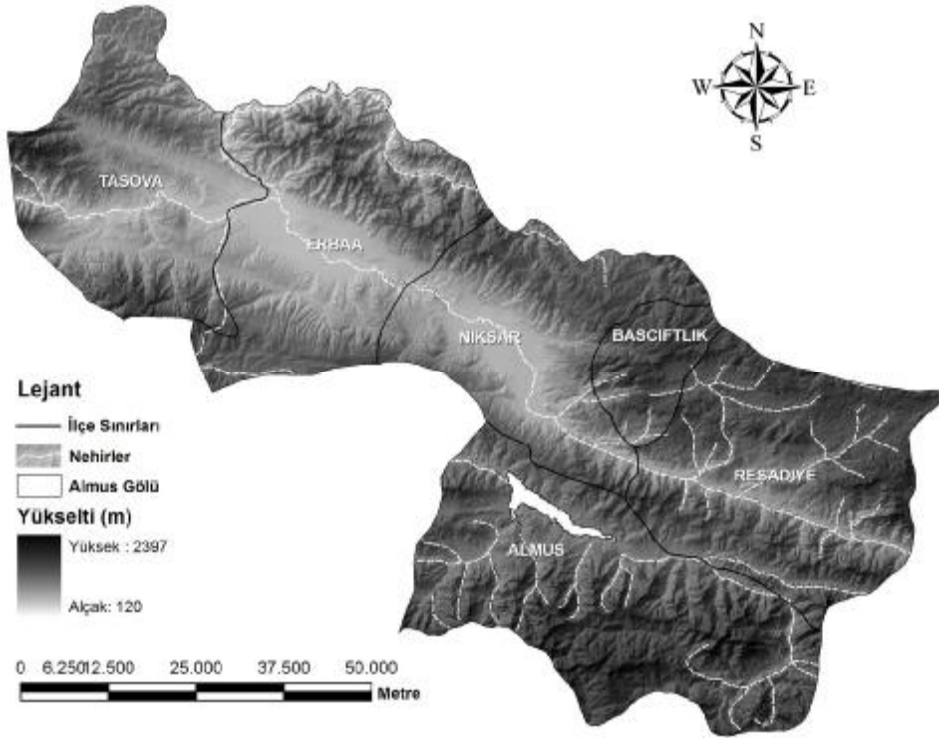 N
W E
S
TASOVA
ERBAA
NIKSAR
BASCIFTLIK
RESADIYE
ALMUS
Lejant
İlçe Sınırları
Nehirler
Almus Gölü
Yükselti (m)
Yüksek : 2397
Alçak: 120
0 6.250 12.500 25.000 37.500 50.000
Metre